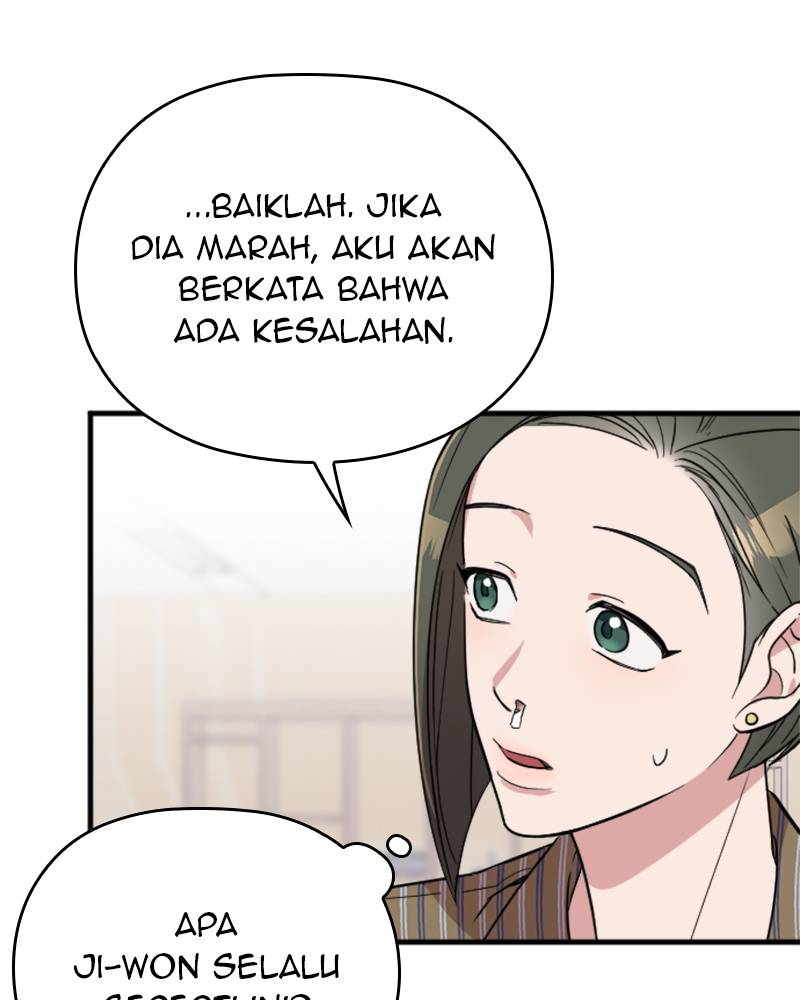 ...BAIKLAH. JIKA
DIA MARAH, AKU AKAN
BERKATA BAHWA
ADA KESALAHAN.
APA
JI-WON SELALU